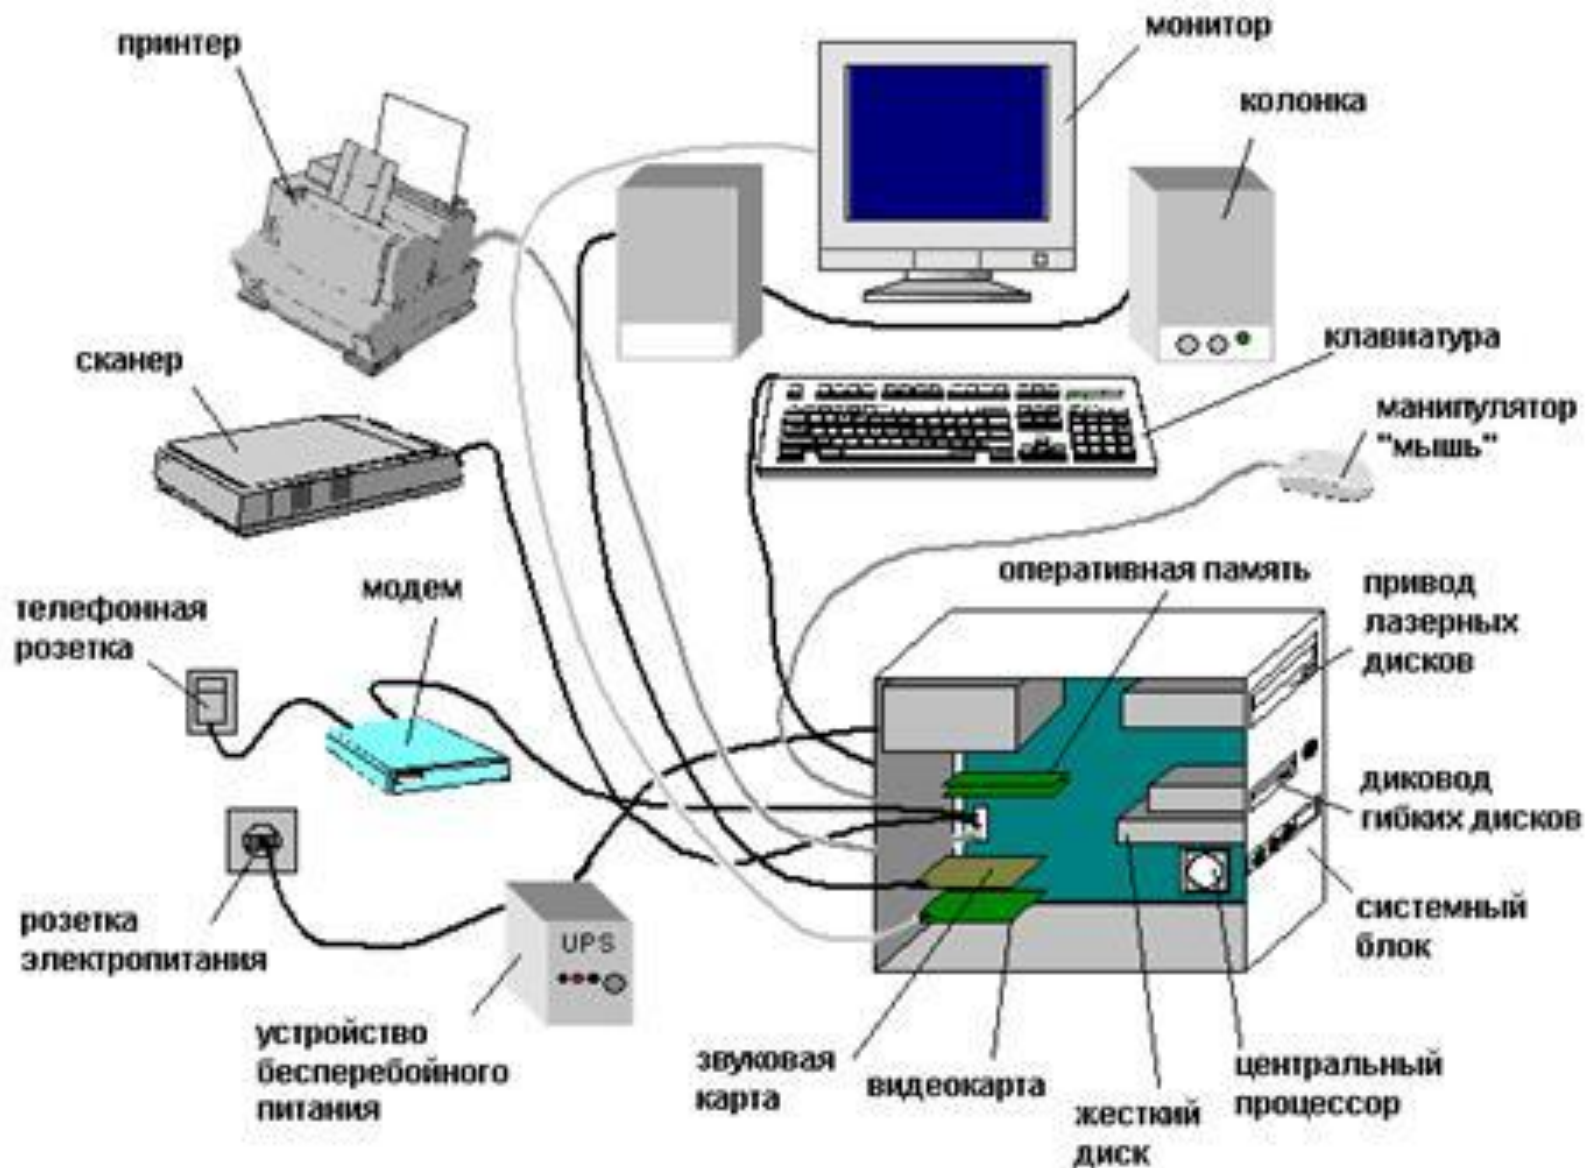 принтер
монитор
колонка
сканер
клавиатура
манипулятор
"мышь"
оперативная память
привод
лазерных
дисков
модем
телефонная
розетка
диковод
гибких дисков
розетка
электропитания
UPS
системный
блок
устройство
бесперебойного
питания
звуковая
карта
видеокарта
жесткий
диск
центральный
процессор